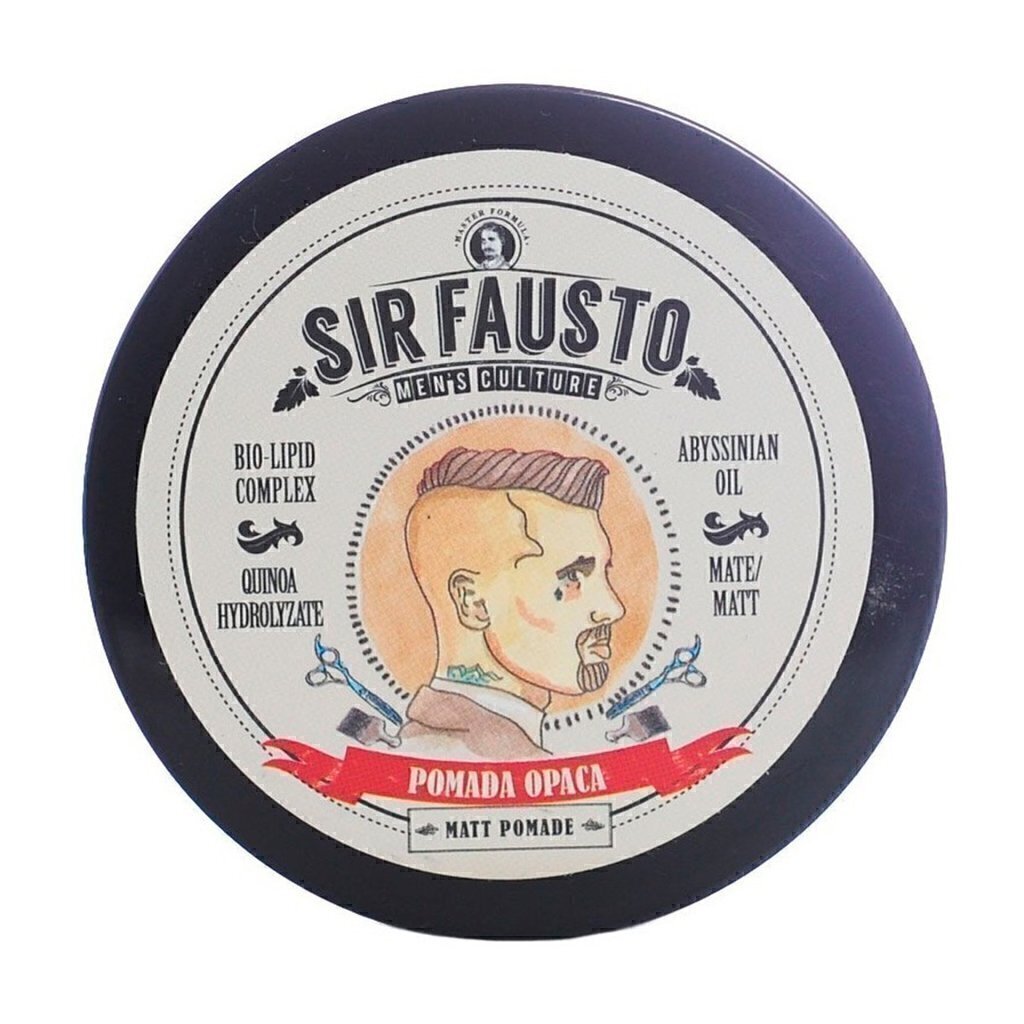 MASTER FORMULA
SIR FAUSTO
MEN'S CULTURE
BIO-LIPID
COMPLEX
QUINOA
HYDROLYZATE
ABYSSINIAN
OIL
MATE/
MATT
POMADA OPACA
MATT POMADE